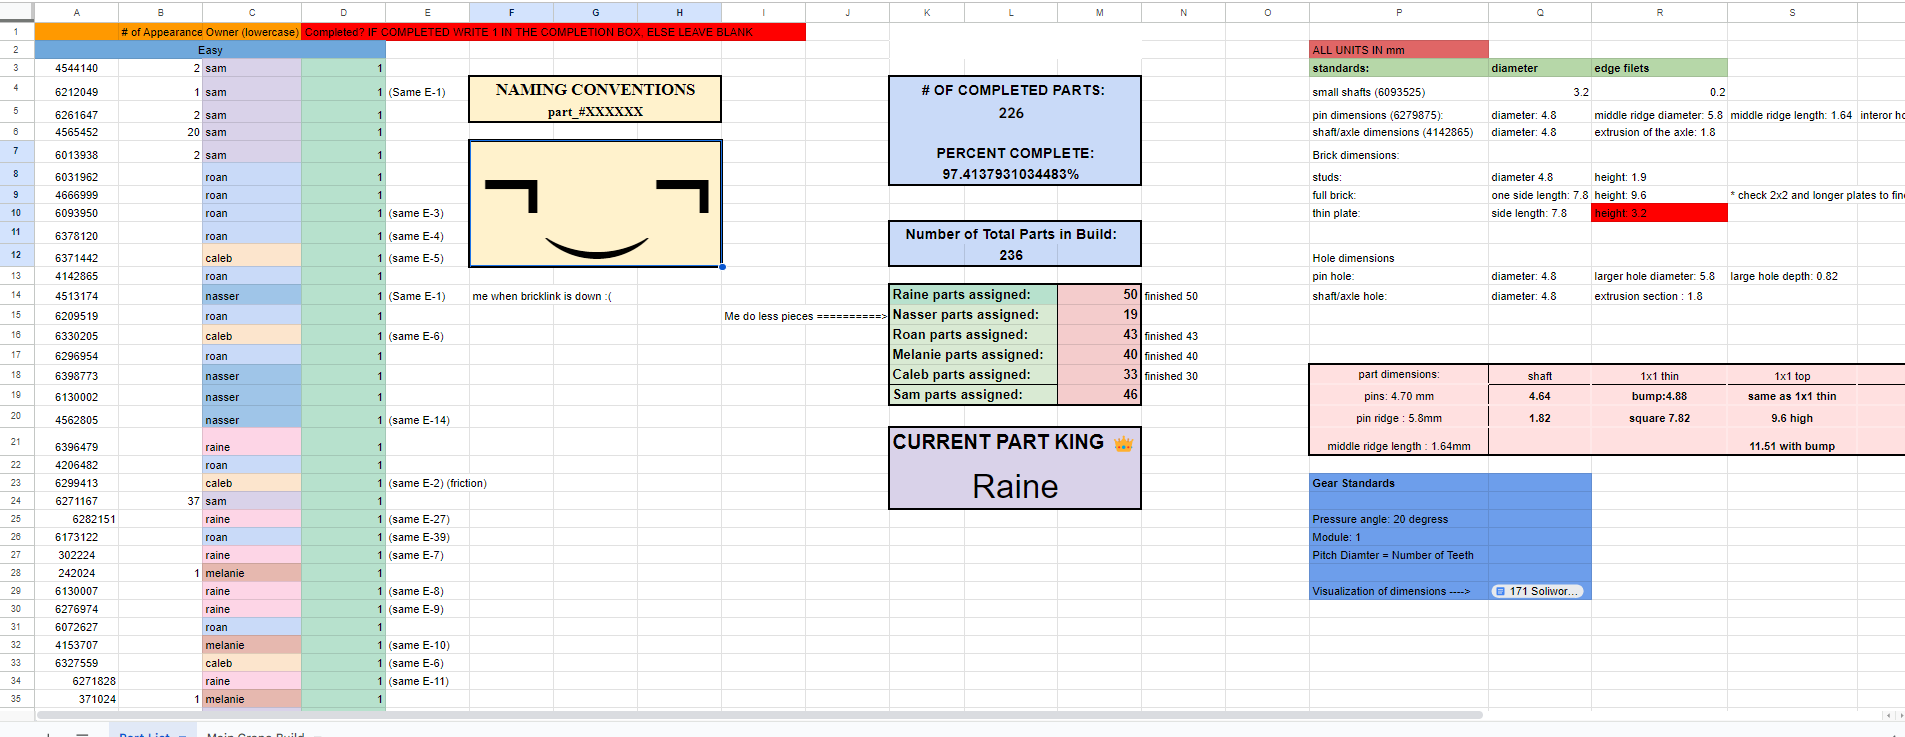 A B C D E F G H I J K L M N O P Q R S
1 # of Appearance Owner (lowercase) Completed? IF COMPLETED WRITE 1 IN THE COMPLETION BOX, ELSE LEAVE BLANK
2 Easy ALL UNITS IN mm
3 4544140 2 sam 1 standards: diameter edge filets
4 6212049 1 sam 1 (Same E-1) NAMING CONVENTIONS # OF COMPLETED PARTS: small shafts (6093525) 3.2 0.2
5 6261647 2 sam 1 part_#XXXXXX 226 pin dimensions (6279875): diameter: 4.8 middle ridge diameter: 5.8 middle ridge length: 1.64 interor
6 4565452 20 sam 1 shaft/axle dimensions (4142865) diameter: 4.8 extrusion of the axle: 1.8
7 6013938 2 sam 1 PERCENT COMPLETE: Brick dimensions:
8 6031962 roan 1 97.4137931034483% studs: diameter 4.8 height: 1.9
9 4666999 roan 1 full brick: one side length: 7.8 height: 9.6 * check 2x2 and longer plates to
10 6093950 roan 1 (same E-3) thin plate: side length: 7.8 height: 3.2
11 6378120 roan 1 (same E-4) Number of Total Parts in Build:
12 6371442 caleb 1 (same E-5) 236 Hole dimensions
13 4142865 roan 1 pin hole: diameter: 4.8 larger hole diameter: 5.8 large hole depth: 0.82
14 4513174 nasser 1 (Same E-1) me when bricklink is down :( Raine parts assigned: 50 finished 50 shaft/axle hole: diameter: 4.8 extrusion section : 1.8
15 6209519 roan 1 Me do less pieces ==========> Nasser parts assigned: 19
16 6330205 caleb 1 (same E-6) Roan parts assigned: 43 finished 43
17 6296954 roan 1 Melanie parts assigned: 40 finished 40
18 6398773 nasser 1 Caleb parts assigned: 33 finished 30 part dimensions: shaft 1x1 thin 1x1 top
19 6130002 nasser 1 Sam parts assigned: 46 pins: 4.70 mm 4.64 bump:4.88 same as 1x1 thin
20 4562805 nasser 1 (same E-14) pin ridge : 5.8mm 1.82 square 7.82 9.6 high
21 6396479 raine 1 CURRENT PART KING 👑 middle ridge length : 1.64mm 11.51 with bump
22 4206482 roan 1
23 6299413 caleb 1 (same E-2) (friction) Raine Gear Standards
24 6271167 37 sam 1
25 6282151 raine 1 (same E-27) Pressure angle: 20 degress
26 6173122 roan 1 (same E-39) Module: 1
27 302224 raine 1 (same E-7) Pitch Diamter = Number of Teeth
28 242024 1 melanie 1
29 6130007 raine 1 (same E-8) Visualization of dimensions ----> 171 Soliwor...
30 6276974 raine 1 (same E-9)
31 6072627 roan 1
32 4153707 melanie 1 (same E-10)
33 6327559 caleb 1 (same E-6)
34 6271828 raine 1 (same E-11)
35 371024 1 melanie 1
Part List Main Crane Build